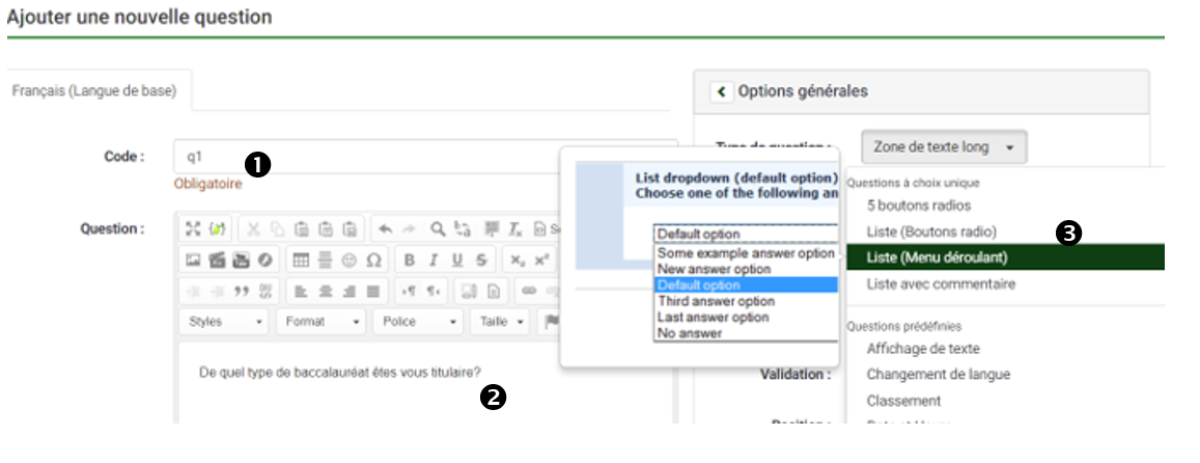 Ajouter une nouvelle question
Français (Langue de base)
Code :
q1
❶
Obligatoire
Question :
B I U S x₂ x²
Styles
Format
Police
Taille
De quel type de baccalauréat êtes vous titulaire?
❷
Options générales
Type de question :
Zone de texte long
List dropdown (default option)
Choose one of the following an
Default option
Some example answer option
New answer option
Default option
Third answer option
Last answer option
No answer
Questions à choix unique
5 boutons radios
Liste (Boutons radio)
❸
Liste (Menu déroulant)
Liste avec commentaire
Questions prédéfinies
Affichage de texte
Changement de langue
Classement
Validation :